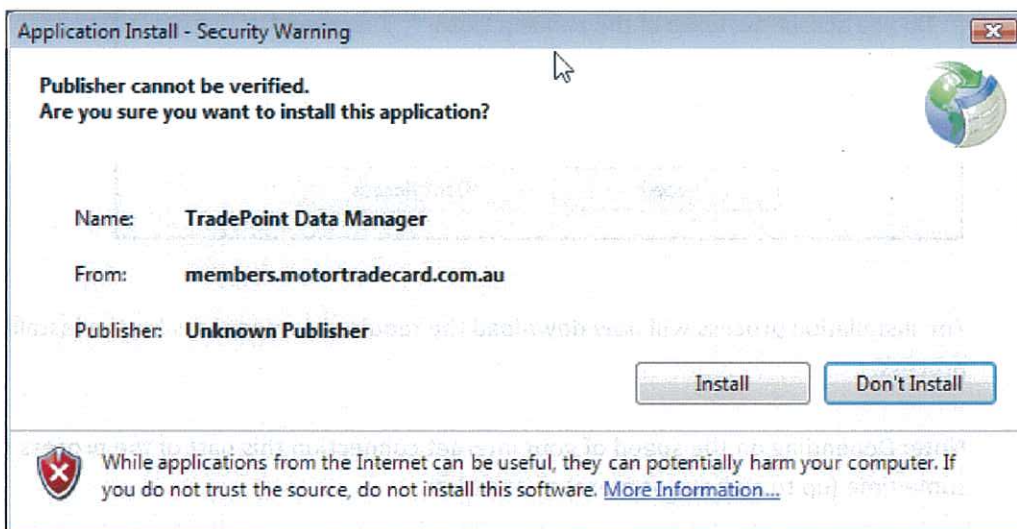 Application Install - Security Warning
Publisher cannot be verified.
Are you sure you want to install this application?
Name: TradePoint Data Manager
From: members.motortradecard.com.au
Publisher: Unknown Publisher
Install Don't Install
While applications from the Internet can be useful, they can potentially harm your computer. If
you do not trust the source, do not install this software. More Information...